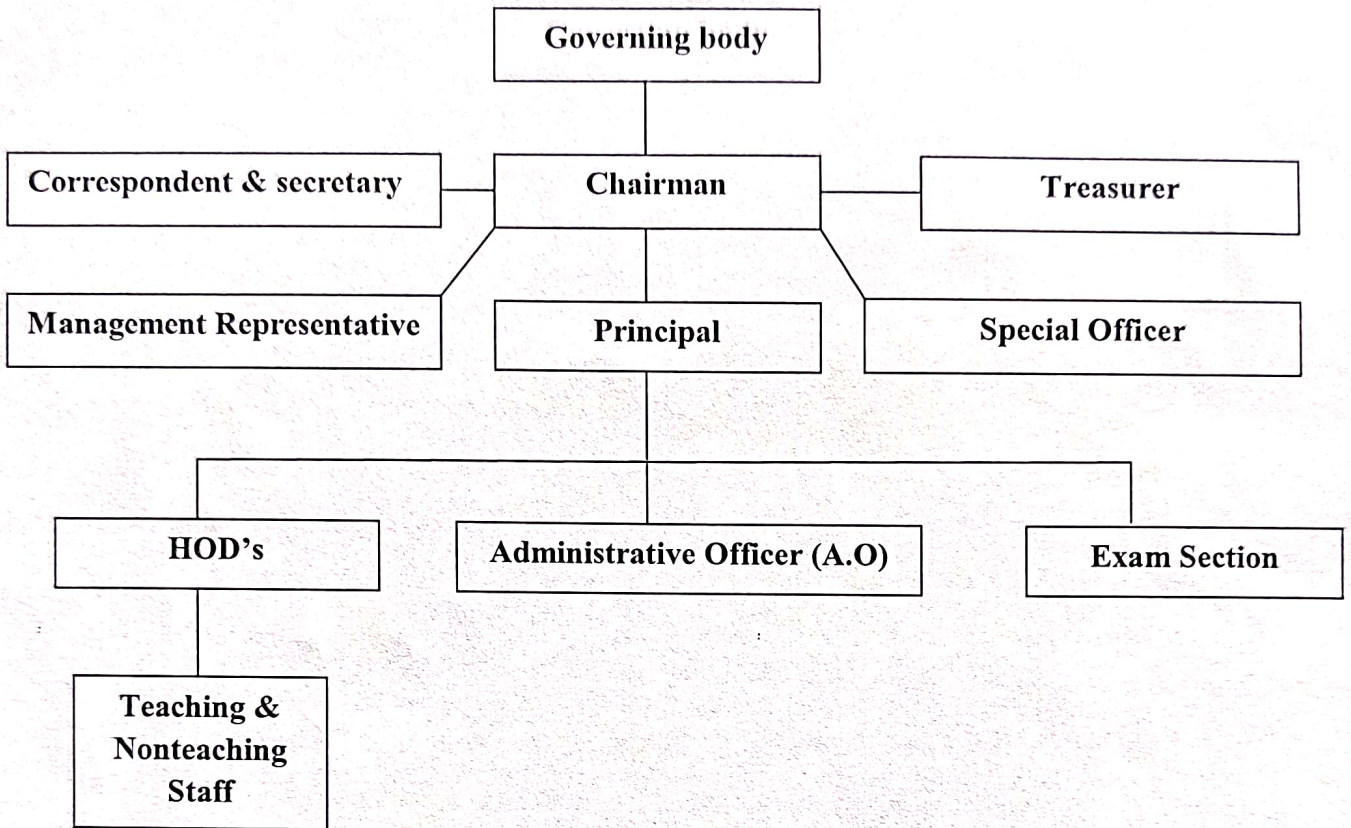 Governing body
Correspondent & secretary
Chairman
Treasurer
Management Representative
Principal
Special Officer
HOD’s
Administrative Officer (A.O)
Exam Section
Teaching &
Nonteaching
Staff